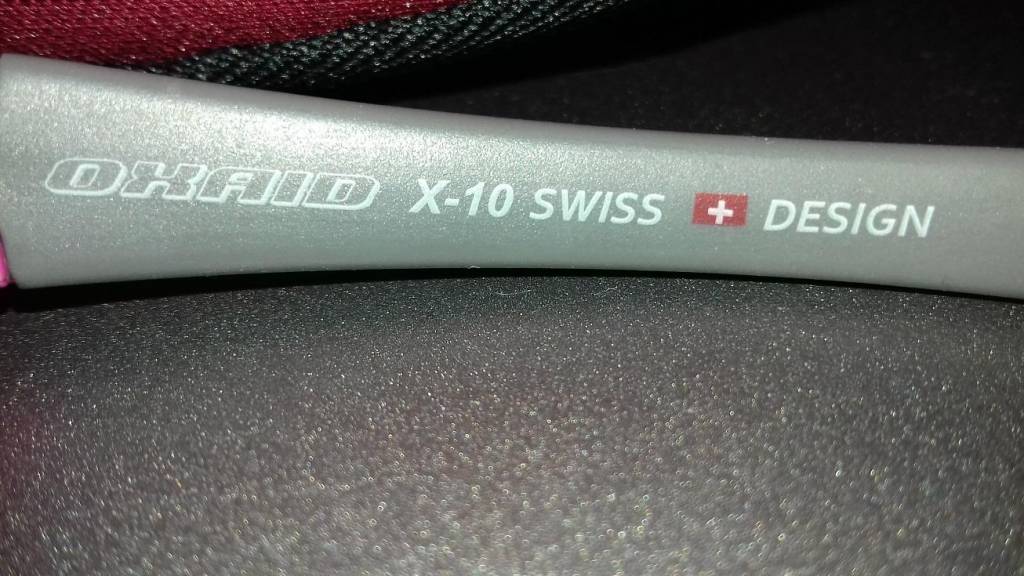 OXAID X-10 SWISS DESIGN